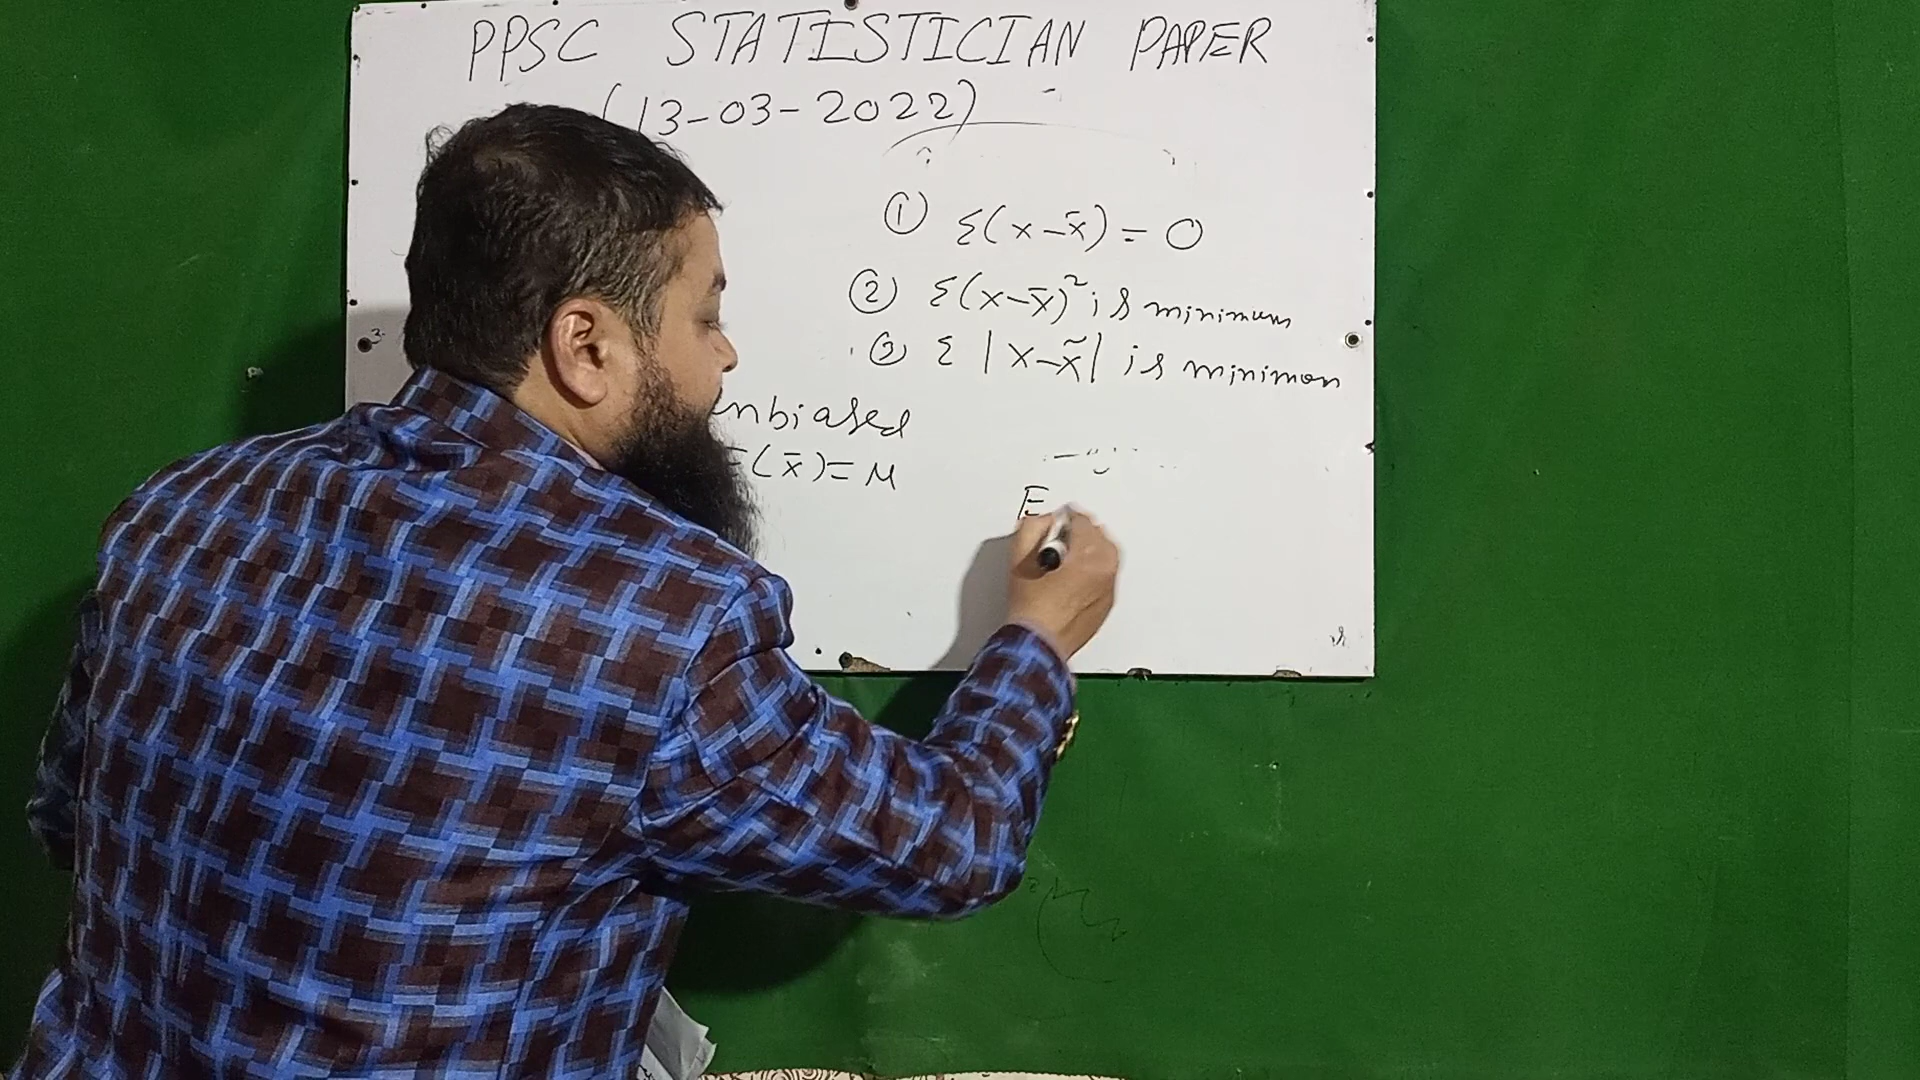 PPSC STATISTICIAN PAPER
(13-03-2022)
① Σ(x-x̄) = 0
② Σ(x-x̄)² is minimum
③ Σ |x-x̃| is minimum
nbiased
(x̄)=M
E